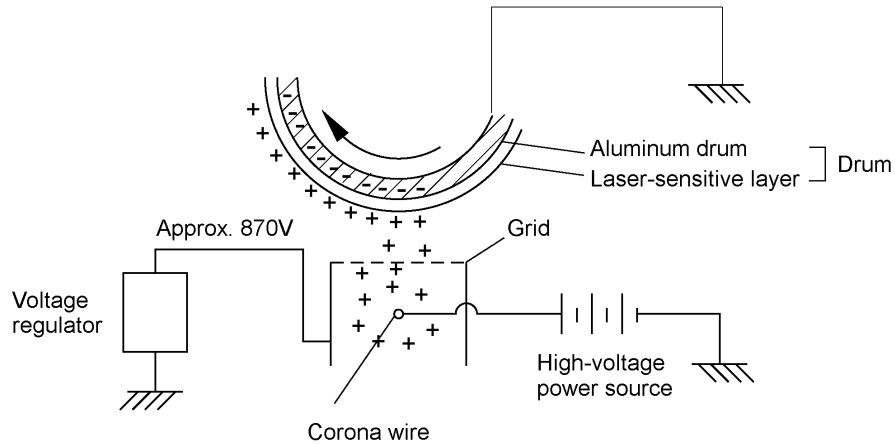 Aluminum drum
Laser-sensitive layer
Drum
Approx. 870V
Grid
Voltage
regulator
High-voltage
power source
Corona wire